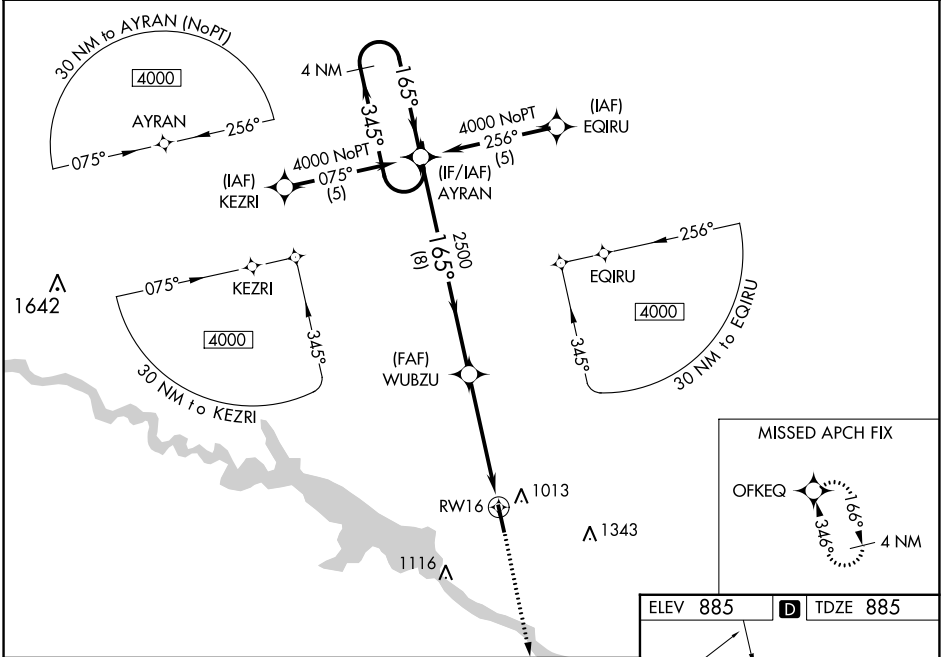 30 NM to AYRAN (NoPT)
4000
AYRAN
075°
256°
4 NM
165°
345°
(IAF)
EQIRU
4000 NoPT
256°
(5)
(IAF)
KEZRI
4000 NoPT
075°
(5)
(IF/IAF)
AYRAN
2500
165°
(8)
075°
KEZRI
345°
4000
30 NM to KEZRI
256°
EQIRU
345°
4000
30 NM to EQIRU
1642
(FAF)
WUBZU
RW16
1013
1343
1116
MISSED APCH FIX
OFKEQ
166°
346°
4 NM
ELEV 885 D TDZE 885